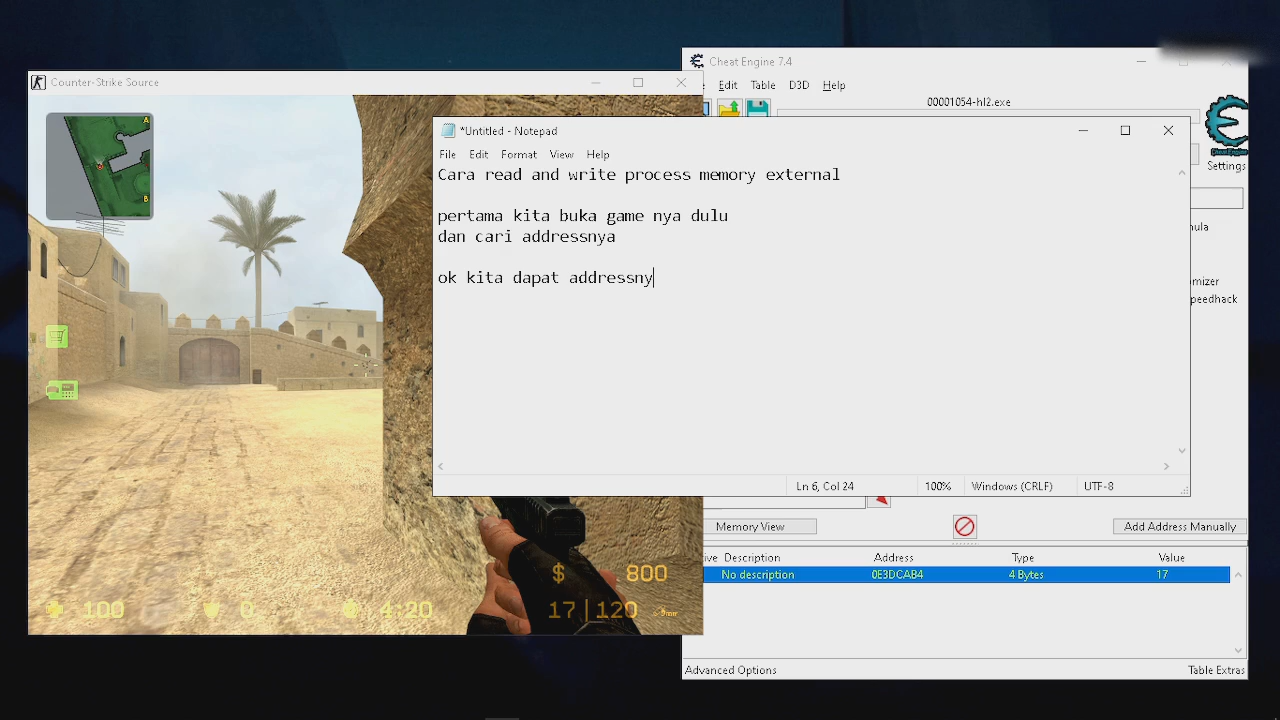 Counter-Strike Source
A
B
$ 800
100
0
4:20
17|120
Cheat Engine 7.4
Edit Table D3D Help
00001054-hl2.exe
Cheat Engine
Settings
*Untitled - Notepad
File Edit Format View Help
Cara read and write process memory external
pertama kita buka game nya dulu
dan cari addressnya
ok kita dapat addressny
Ln 6, Col 24 100% Windows (CRLF) UTF-8
Memory View
Add Address Manually
Description Address Type Value
No description 0E3DCAB4 4 Bytes 17
Advanced Options
Table Extras